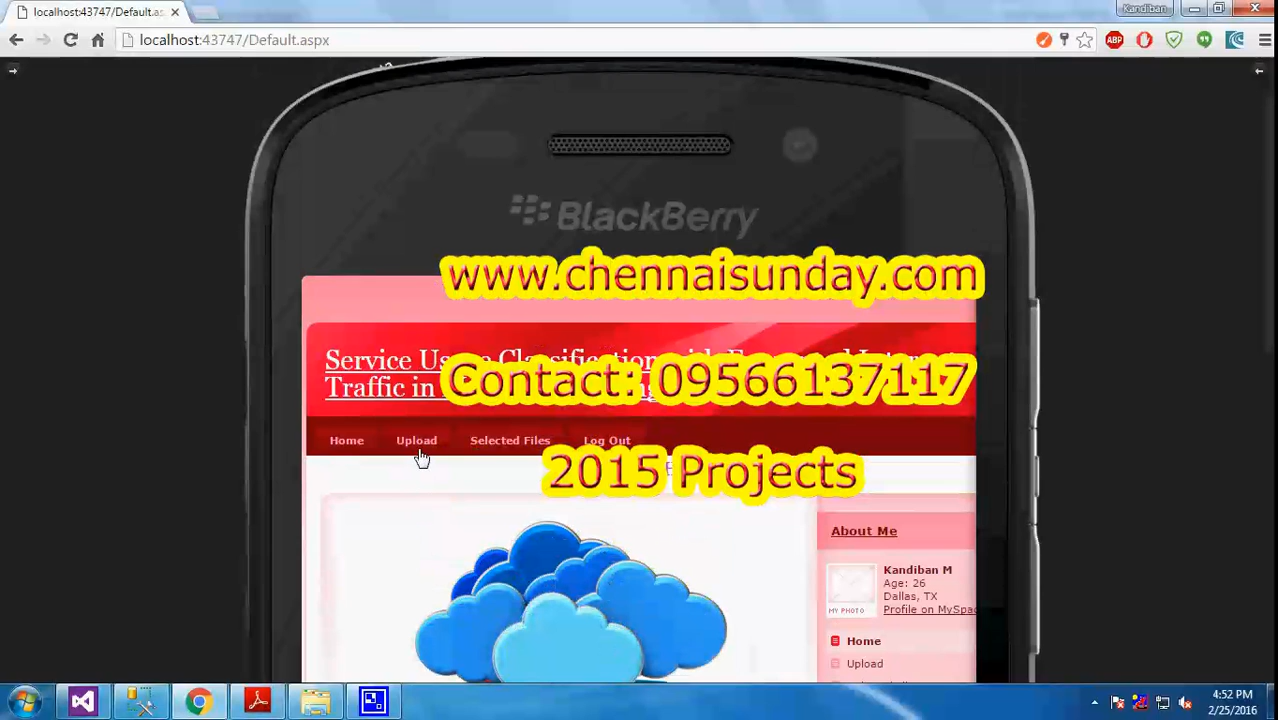 localhost:43747/Default.as
Kandiban
localhost:43747/Default.aspx
ABP
BlackBerry
www.chennaisunday.com
Service Us
Traffic in
Contact: 09566137117
Home Upload Selected Files Log Out
2015 Projects
About Me
Kandiban M
Age: 26
Dallas, TX
Profile on MySpac
MY PHOTO
Home
Upload
4:52 PM
2/25/2016